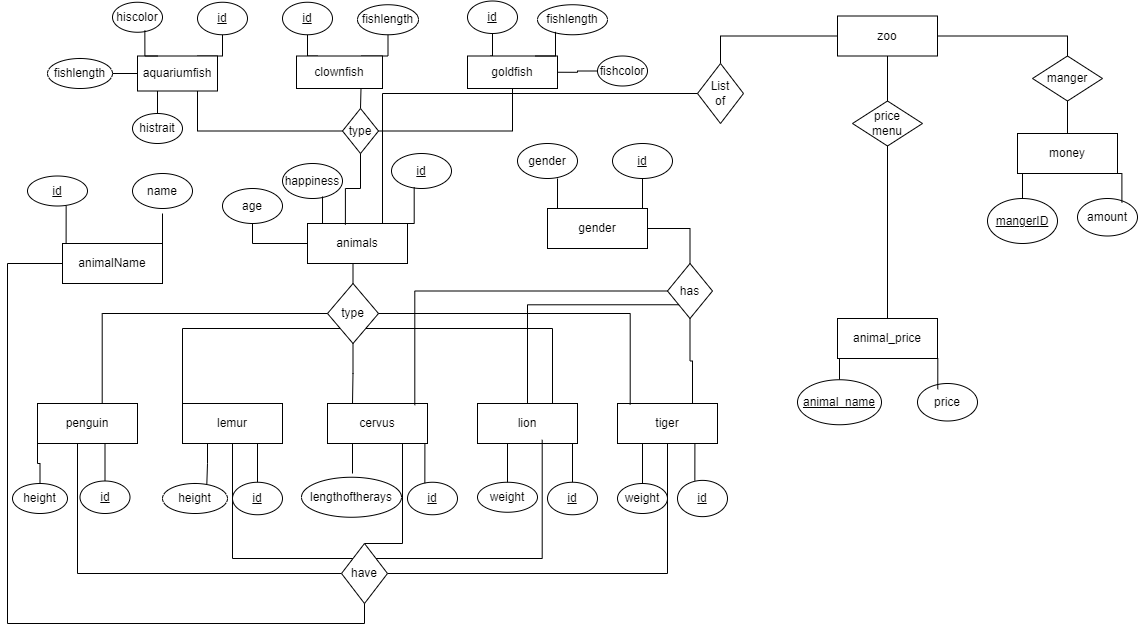 hiscolor
id
id
fishlength
id
fishlength
zoo
fishlength
aquariumfish
clownfish
goldfish
fishcolor
manger
List
of
histrait
type
price
menu
money
id
name
happiness
id
gender
id
age
mangerID
amount
animalName
animals
gender
type
has
animal_price
animal_name
price
penguin
lemur
cervus
lion
tiger
height
id
height
id
lengthoftherays
id
weight
id
weight
id
have